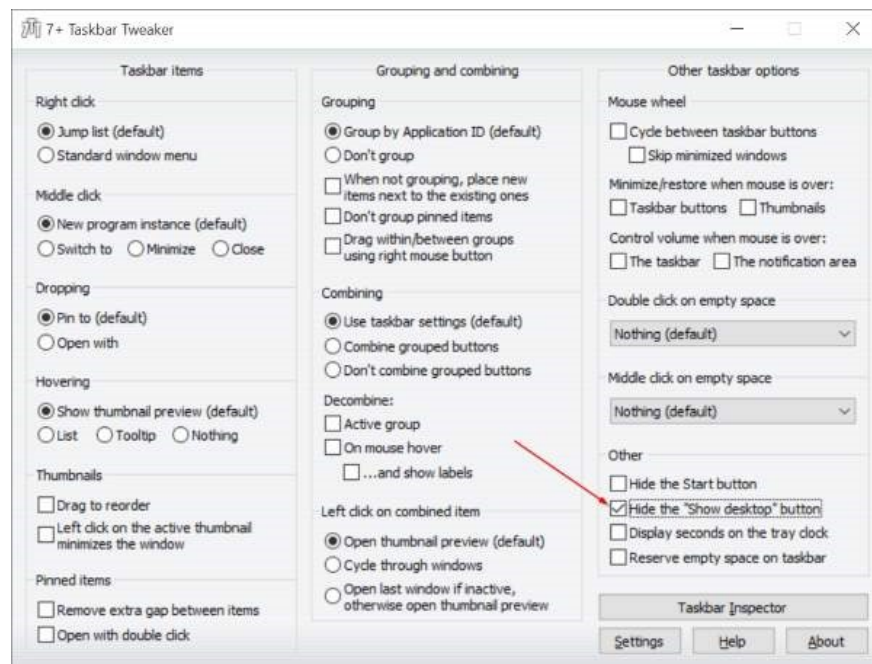 7+ Taskbar Tweaker
Taskbar items
Right click
Jump list (default)
Standard window menu
Middle click
New program instance (default)
Switch to Minimize Close
Dropping
Pin to (default)
Open with
Hovering
Show thumbnail preview (default)
List Tooltip Nothing
Thumbnails
Drag to reorder
Left click on the active thumbnail
minimizes the window
Pinned items
Remove extra gap between items
Open with double click
Grouping and combining
Grouping
Group by Application ID (default)
Don't group
When not grouping, place new
items next to the existing ones
Don't group pinned items
Drag within/between groups
using right mouse button
Combining
Use taskbar settings (default)
Combine grouped buttons
Don't combine grouped buttons
Decombine:
Active group
On mouse hover
...and show labels
Left click on combined item
Open thumbnail preview (default)
Cycle through windows
Open last window if inactive,
otherwise open thumbnail preview
Other taskbar options
Mouse wheel
Cycle between taskbar buttons
Skip minimized windows
Minimize/restore when mouse is over:
Taskbar buttons Thumbnails
Control volume when mouse is over:
The taskbar The notification area
Double click on empty space
Nothing (default)
Middle click on empty space
Nothing (default)
Other
Hide the Start button
Hide the "Show desktop" button
Display seconds on the tray clock
Reserve empty space on taskbar
Taskbar Inspector
Settings Help About